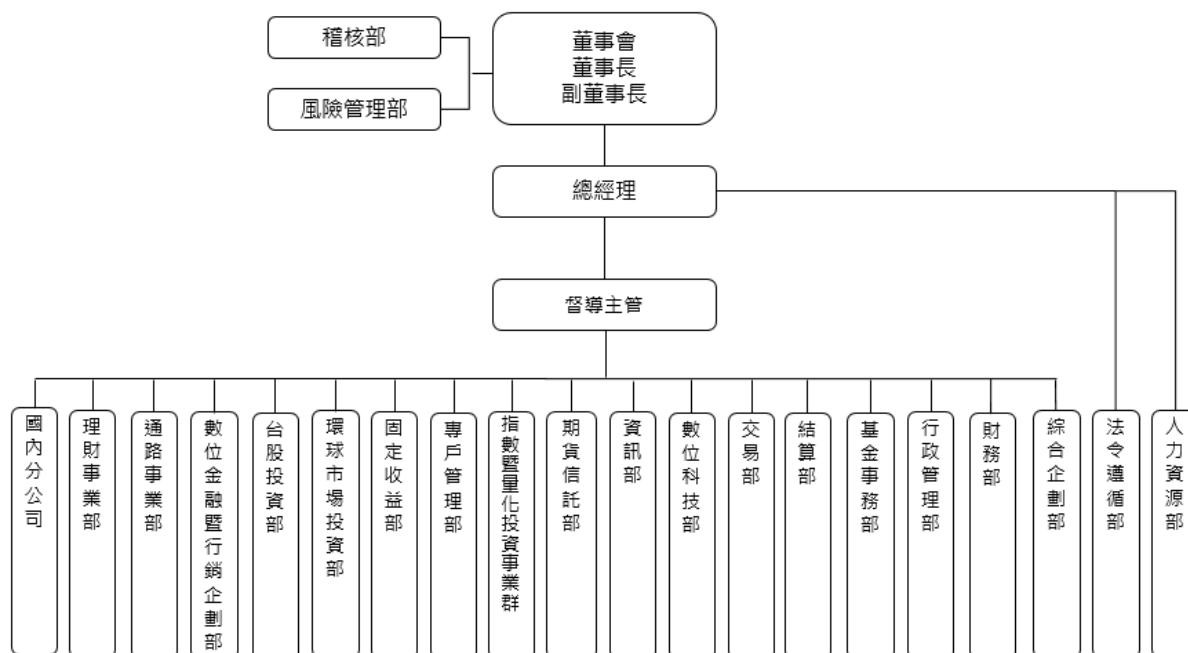 稽核部
董事會
董事長
副董事長
風險管理部
總經理
督導主管
國內分公司
理財事業部
通路事業部
數位金融暨行銷企劃部
台股投資部
環球市場投資部
固定收益部
專戶管理部
指數暨量化投資事業群
期貨信託部
資訊部
數位科技部
交易部
結算部
基金事務部
行政管理部
財務部
綜合企劃部
法令遵循部
人力資源部